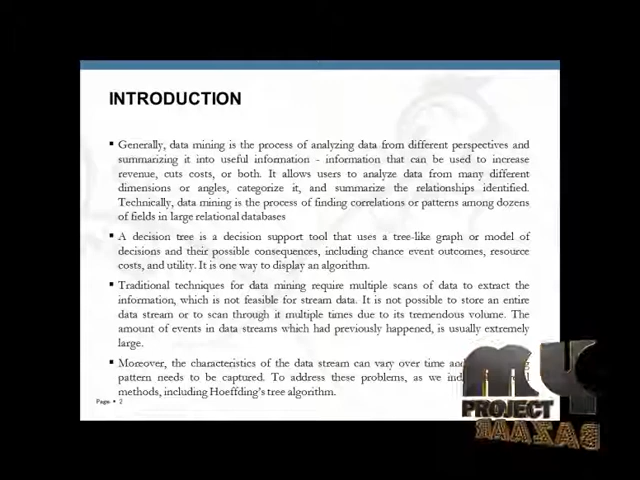 INTRODUCTION
▪ Generally, data mining is the process of analyzing data from different perspectives and
summarizing it into useful information - information that can be used to increase
revenue, cuts costs, or both. It allows users to analyze data from many different
dimensions or angles, categorize it, and summarize the relationships identified.
Technically, data mining is the process of finding correlations or patterns among dozens
of fields in large relational databases
▪ A decision tree is a decision support tool that uses a tree-like graph or model of
decisions and their possible consequences, including chance event outcomes, resource
costs, and utility. It is one way to display an algorithm.
▪ Traditional techniques for data mining require multiple scans of data to extract the
information, which is not feasible for stream data. It is not possible to store an entire
data stream or to scan through it multiple times due to its tremendous volume. The
amount of events in data streams which had previously happened, is usually extremely
large.
▪ Moreover, the characteristics of the data stream can vary over time and
pattern needs to be captured. To address these problems, as we
methods, including Hoeffding's tree algorithm.
Page ▪ 2
MY
PROJECT
BAZAAR